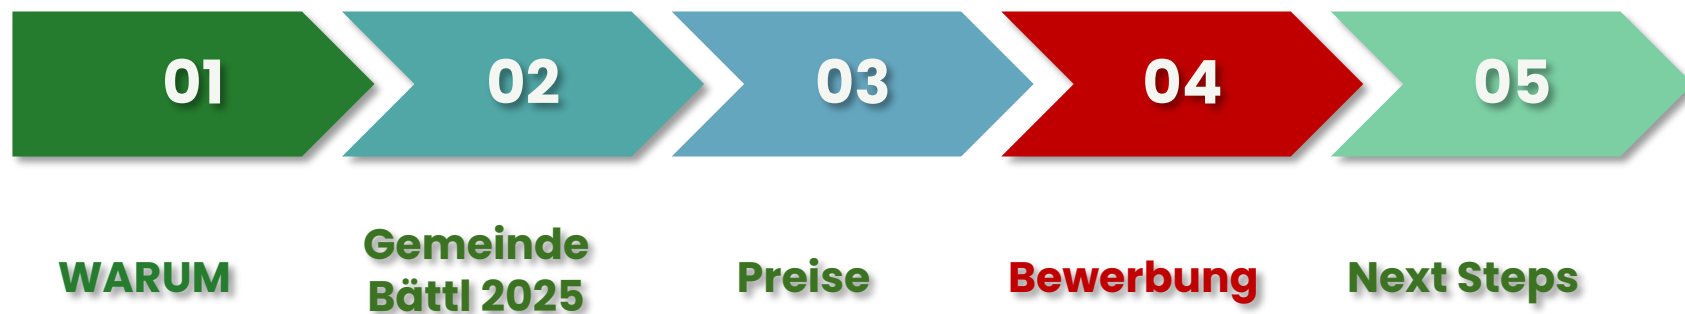 01
02
03
04
05
WARUM
Gemeinde
Bättl 2025
Preise
Bewerbung
Next Steps